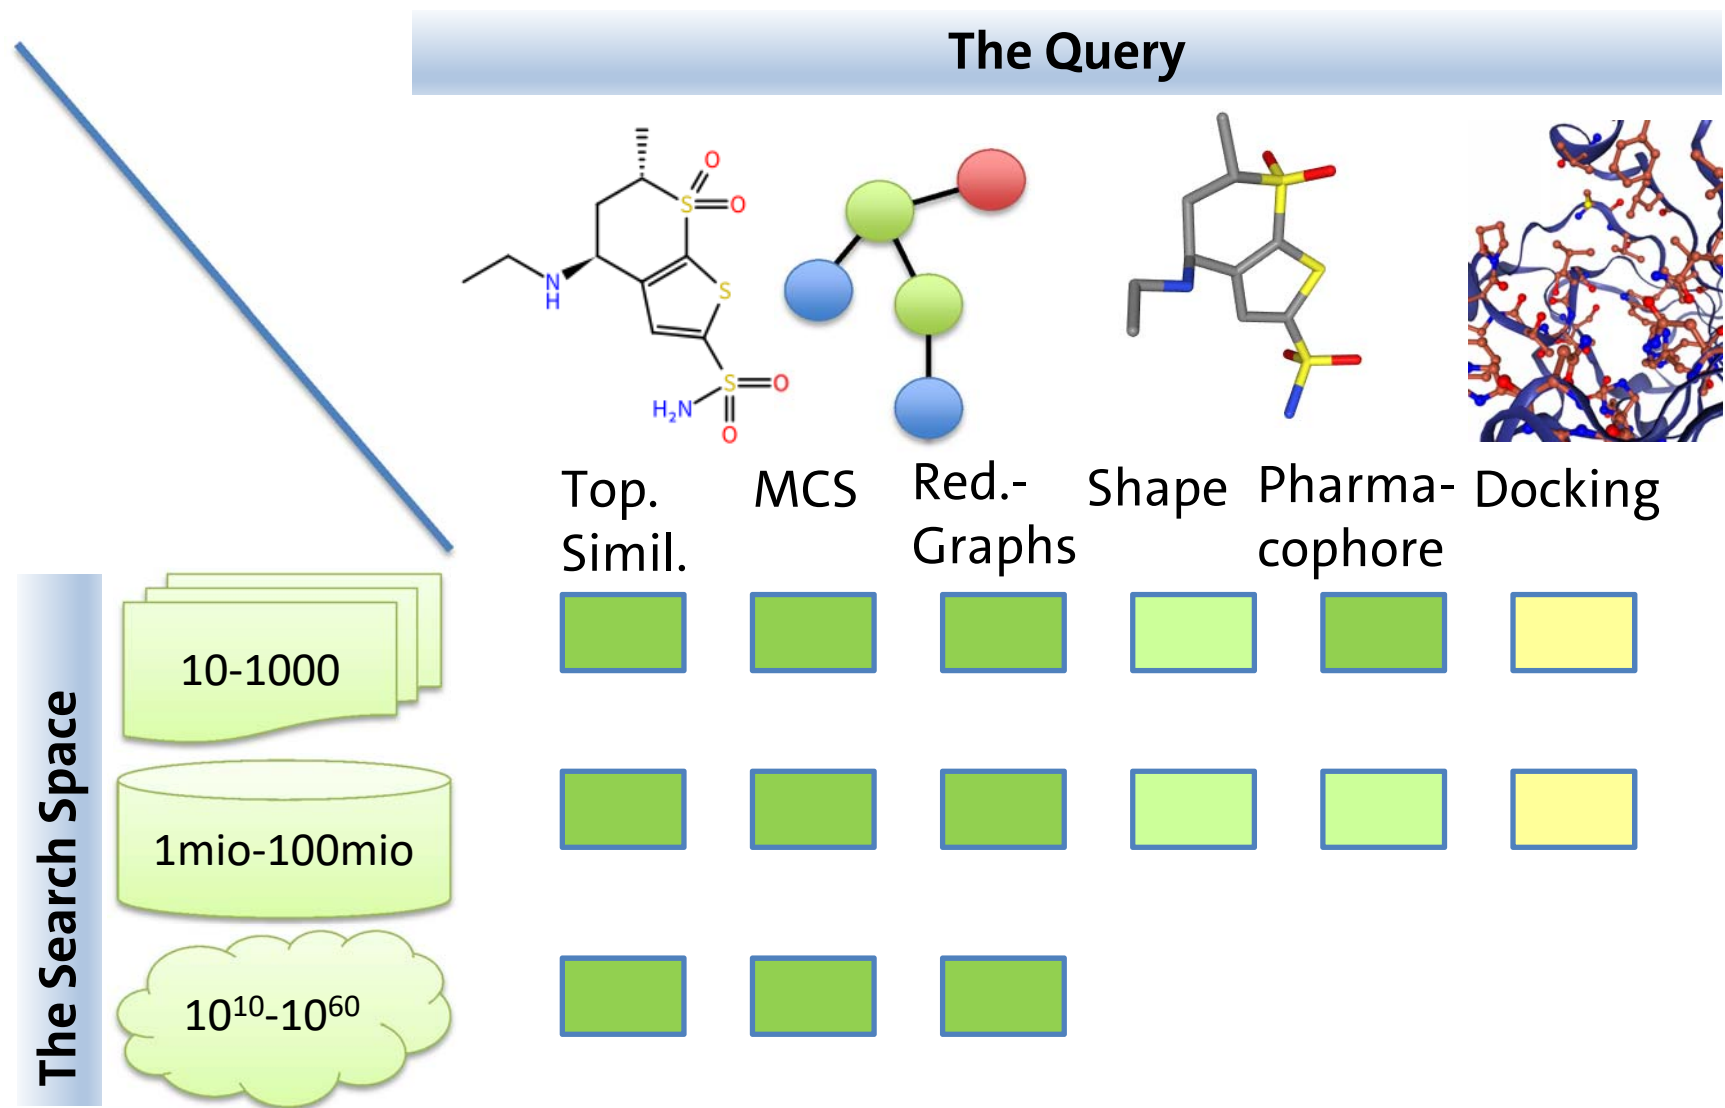 The Query
O
S
O
N
H
S
S
O
H₂N
O
Top.
Simil.
MCS
Red.-
Graphs
Shape
Pharma-
cophore
Docking
The Search Space
10-1000
1mio-100mio
10¹⁰-10⁶⁰